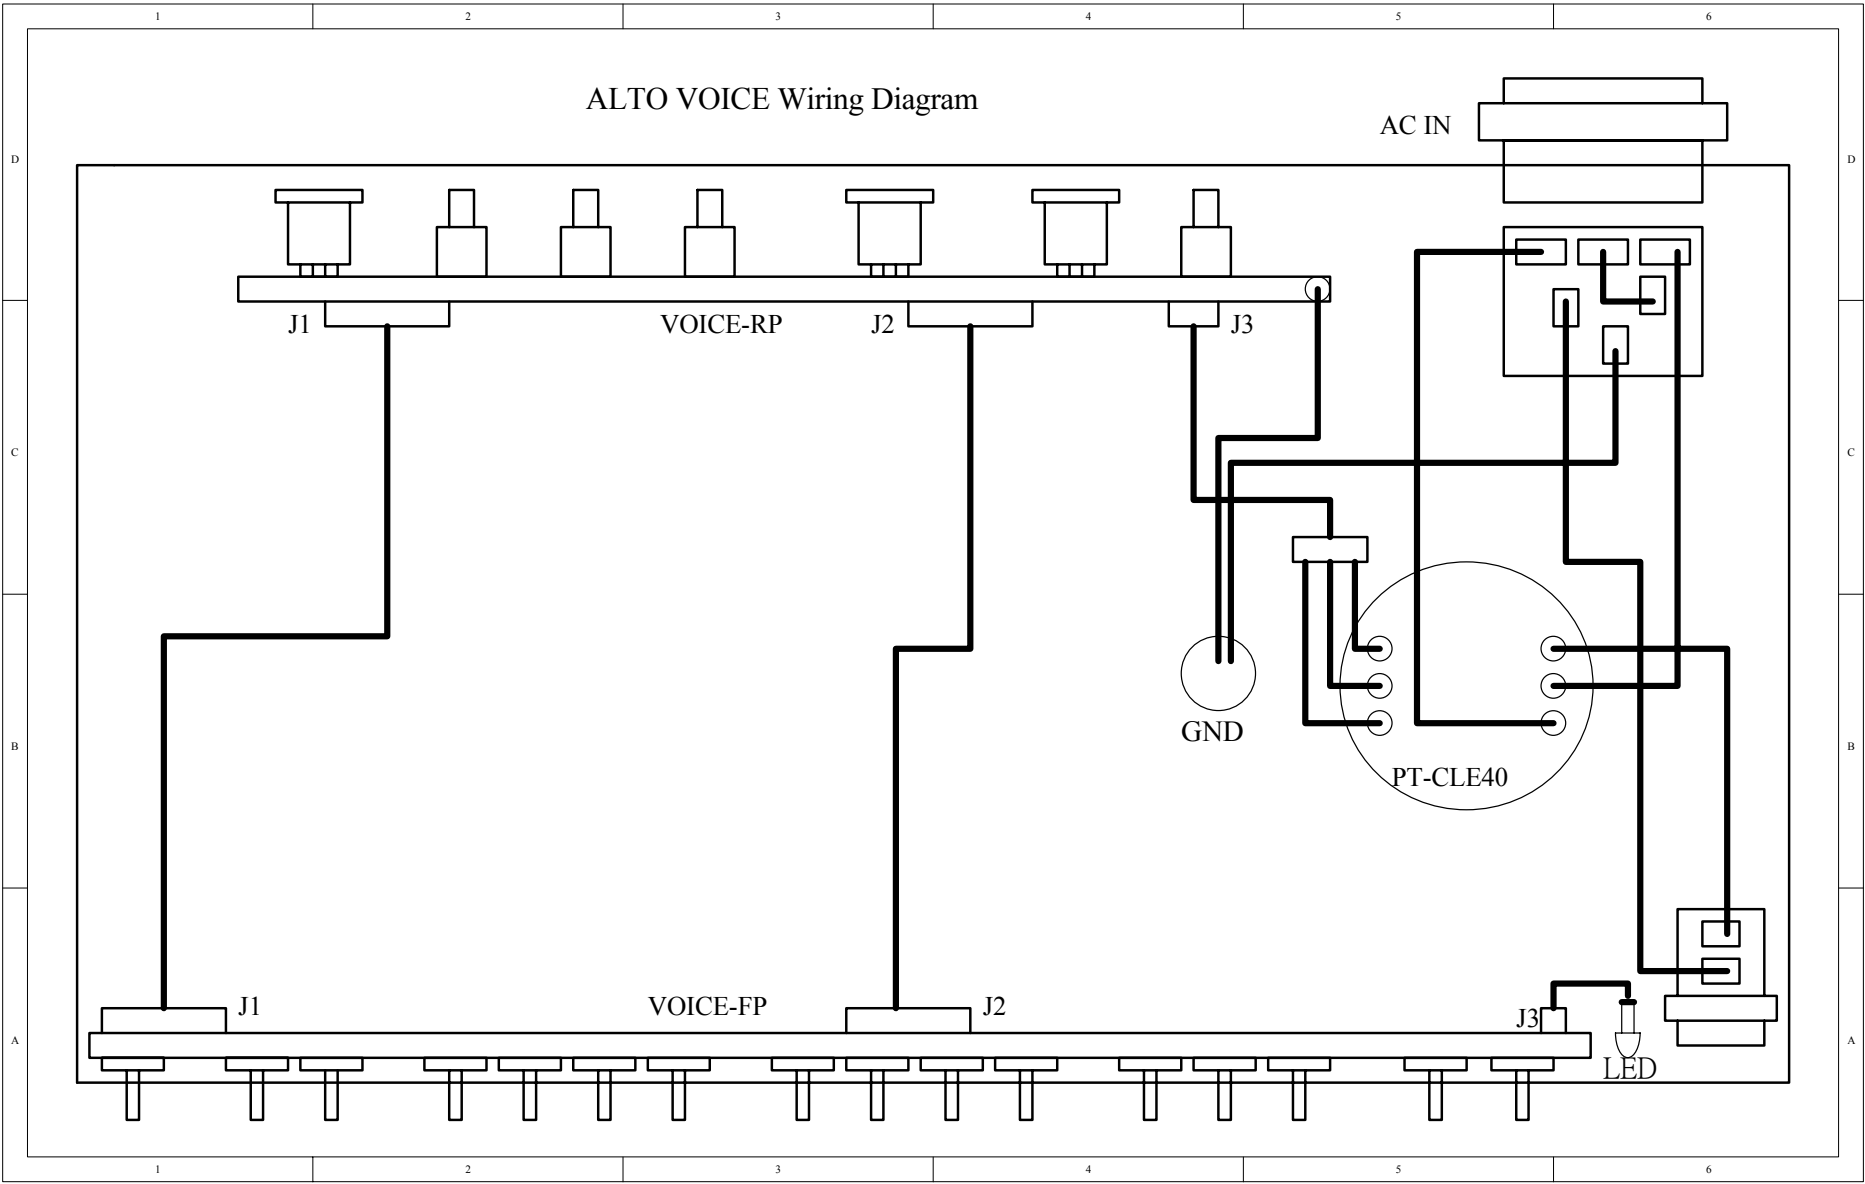 1 2 3 4 5 6
ALTO VOICE Wiring Diagram
AC IN
D D
J1 VOICE-RP J2 J3
C C
GND
B B
PT-CLE40
J1 VOICE-FP J2 J3
A A
LED
1 2 3 4 5 6